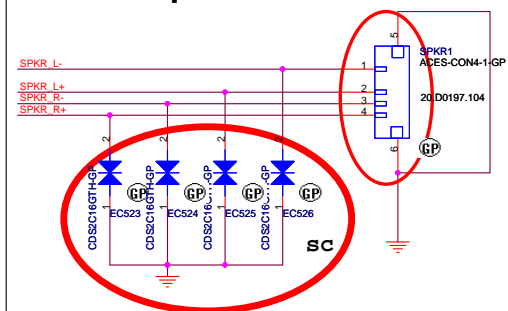 SPKR1
ACES-CON4-1-GP
20.D0197.104
5
SPKR_L-
1
SPKR_L+
2
SPKR_R-
3
SPKR_R+
4
6
GP
2
2
2
2
CDS2C16GTH-GP
CDS2C16GTH-GP
GP
GP
GP
GP
1
1
1
1
EC523
EC524
EC525
EC526
SC